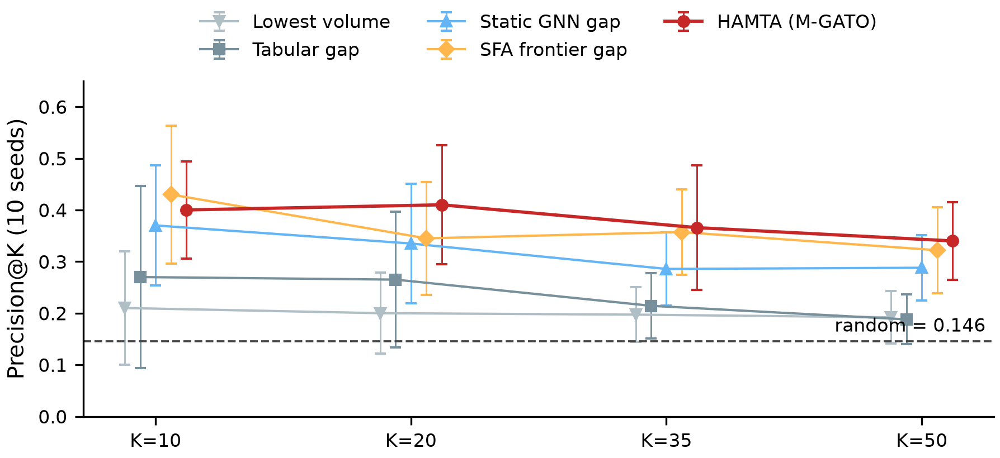 Lowest volume
Tabular gap
Static GNN gap
SFA frontier gap
HAMTA (M-GATO)
Precision@K (10 seeds)
0.6
0.5
0.4
0.3
0.2
0.1
0.0
random = 0.146
K=10
K=20
K=35
K=50